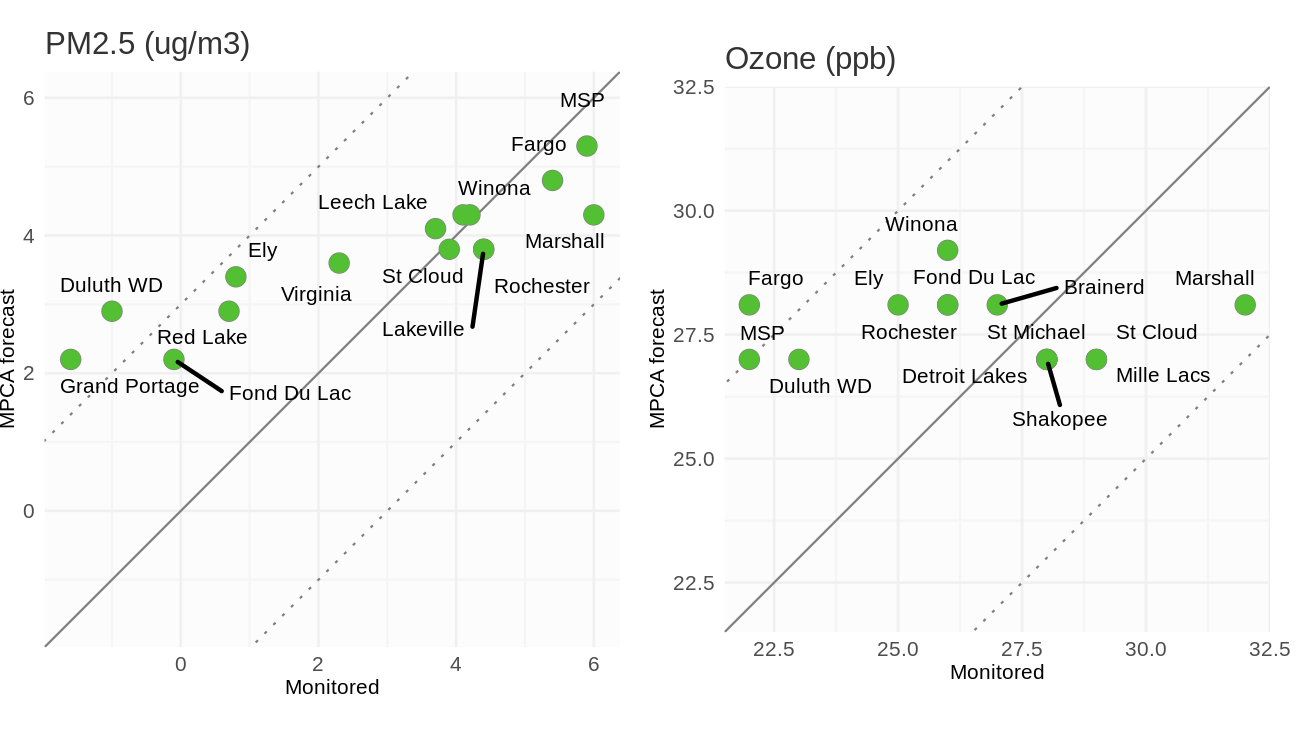 PM2.5 (ug/m3)
MPCA forecast
6
4
2
0
MSP
Fargo
Winona
Leech Lake
Marshall
Ely
St Cloud
Rochester
Duluth WD
Virginia
Lakeville
Red Lake
Grand Portage
Fond Du Lac
0
2
4
6
Monitored
Ozone (ppb)
MPCA forecast
32.5
30.0
27.5
25.0
22.5
Winona
Fargo
Ely
Fond Du Lac
Brainerd
Marshall
MSP
Rochester
St Michael
St Cloud
Duluth WD
Detroit Lakes
Mille Lacs
Shakopee
22.5
25.0
27.5
30.0
32.5
Monitored